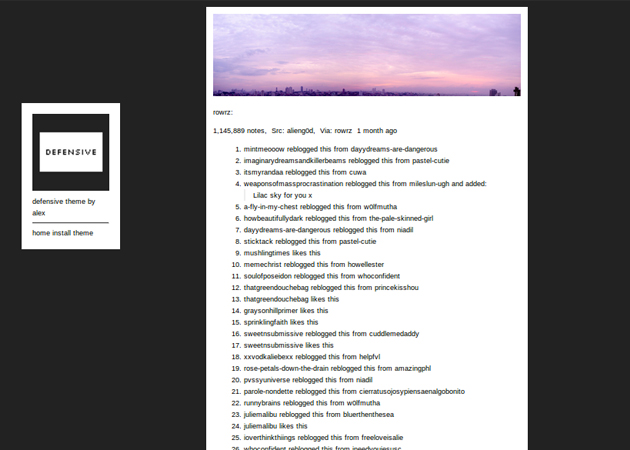 DEFENSIVE
defensive theme by
alex
home install theme
rowrz:
1,145,889 notes, Src: alieng0d, Via: rowrz 1 month ago
1. mintmeooow reblogged this from dayydreams-are-dangerous
2. imaginarydreamsandkillerbeams reblogged this from pastel-cutie
3. itsmyrandaa reblogged this from cuwa
4. weaponsofmassprocrastination reblogged this from mileslun-ugh and added:
Lilac sky for you x
5. a-fly-in-my-chest reblogged this from w0lfmutha
6. howbeautifullydark reblogged this from the-pale-skinned-girl
7. dayydreams-are-dangerous reblogged this from niadil
8. sticktack reblogged this from pastel-cutie
9. mushlingtimes likes this
10. memechrist reblogged this from howellester
11. soulofposeidon reblogged this from whoconfident
12. thatgreendouchebag reblogged this from princekisshou
13. thatgreendouchebag likes this
14. graysonhillprimer likes this
15. sprinklingfaith likes this
16. sweetnsubmissive reblogged this from cuddlemedaddy
17. sweetnsubmissive likes this
18. xxvodkaliebexx reblogged this from helpfvl
19. rose-petals-down-the-drain reblogged this from amazingphl
20. pvssyuniverse reblogged this from niadil
21. parole-nondette reblogged this from cierratusojosypiensaenalgobonito
22. runnybrains reblogged this from w0lfmutha
23. juliemalibu reblogged this from bluerthenthesea
24. juliemalibu likes this
25. ioverthinkthiings reblogged this from freeloveisalie
26. whoconfident reblogged this from ineedyoujesusc